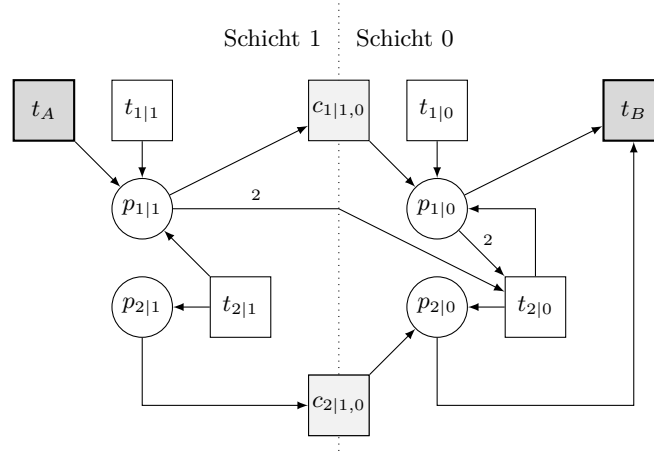 Schicht 1 Schicht 0
t_A t_{1|1} c_{1|1,0} t_{1|0} t_B
p_{1|1} 2 p_{1|0}
2
p_{2|1} t_{2|1} p_{2|0} t_{2|0}
c_{2|1,0}